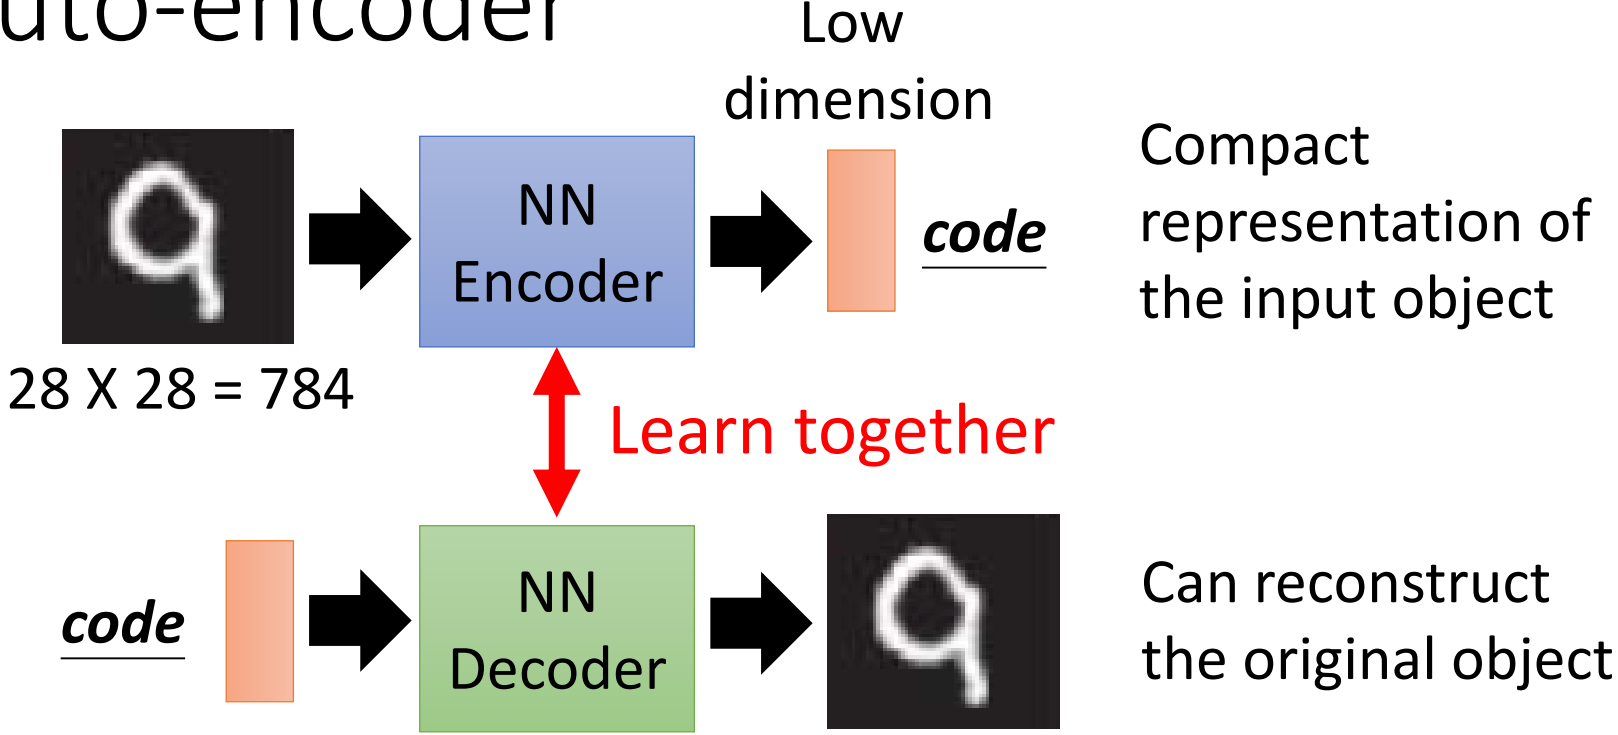 uto-encoder
Low
dimension
NN
Encoder
code
Compact
representation of
the input object
28 X 28 = 784
Learn together
code
NN
Decoder
Can reconstruct
the original object